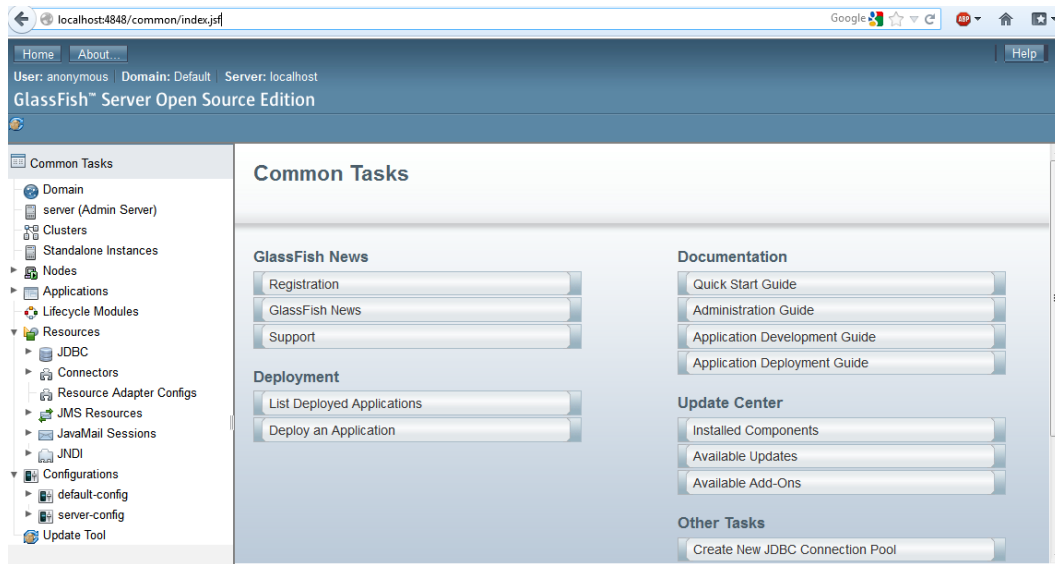 localhost:4848/common/index.jsf
Google
ABP
Home About... Help
User: anonymous Domain: Default Server: localhost
GlassFish™ Server Open Source Edition
Common Tasks
Domain
server (Admin Server)
Clusters
Standalone Instances
Nodes
Applications
Lifecycle Modules
Resources
JDBC
Connectors
Resource Adapter Configs
JMS Resources
JavaMail Sessions
JNDI
Configurations
default-config
server-config
Update Tool
Common Tasks
GlassFish News
Registration
GlassFish News
Support
Deployment
List Deployed Applications
Deploy an Application
Documentation
Quick Start Guide
Administration Guide
Application Development Guide
Application Deployment Guide
Update Center
Installed Components
Available Updates
Available Add-Ons
Other Tasks
Create New JDBC Connection Pool